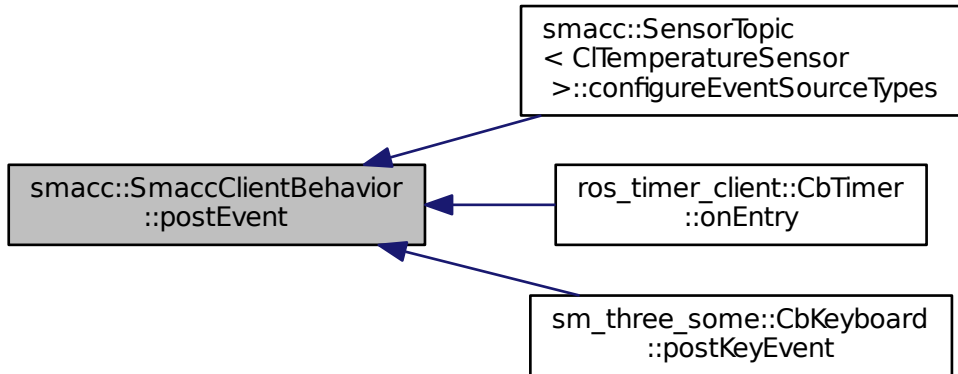 smacc::SensorTopic
< ClTemperatureSensor
>::configureEventSourceTypes
smacc::SmaccClientBehavior
::postEvent
ros_timer_client::CbTimer
::onEntry
sm_three_some::CbKeyboard
::postKeyEvent